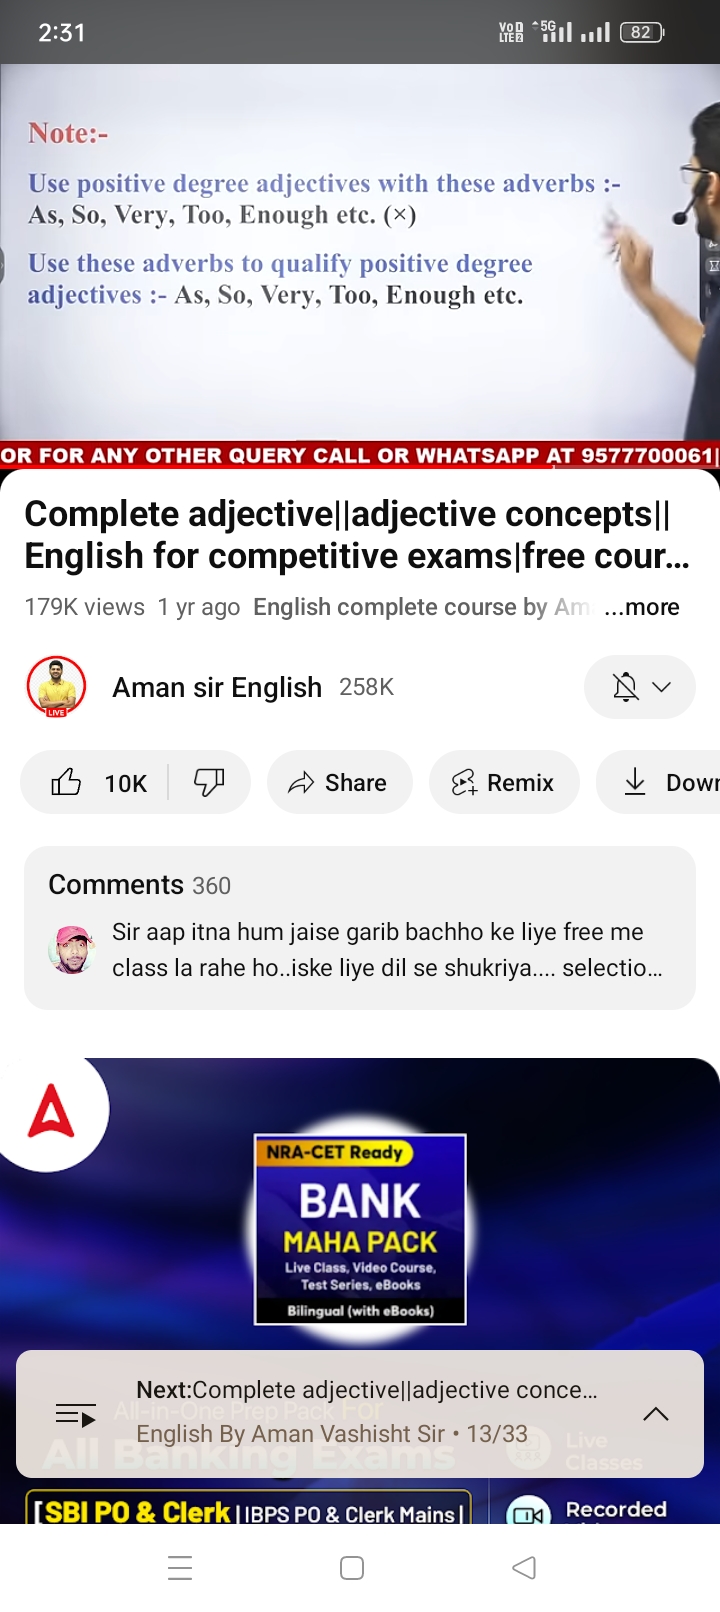 2:31
VoD LTE2 5G 82
Note:-
Use positive degree adjectives with these adverbs :-
As, So, Very, Too, Enough etc. (×)
Use these adverbs to qualify positive degree
adjectives :- As, So, Very, Too, Enough etc.
OR FOR ANY OTHER QUERY CALL OR WHATSAPP AT 9577700061|
Complete adjective||adjective concepts||
English for competitive exams|free cour...
179K views 1 yr ago English complete course by Am ...more
LIVE
Aman sir English 258K
10K Share Remix Down
Comments 360
Sir aap itna hum jaise garib bachho ke liye free me
class la rahe ho..iske liye dil se shukriya.... selectio...
NRA-CET Ready
BANK
MAHA PACK
Live Class, Video Course,
Test Series, eBooks
Bilingual (with eBooks)
Next:Complete adjective||adjective conce...
All-in-One Prep Pack For
English By Aman Vashisht Sir • 13/33
All Banking Exams
Live
Classes
[SBI PO & Clerk | IBPS PO & Clerk Mains |
Recorded